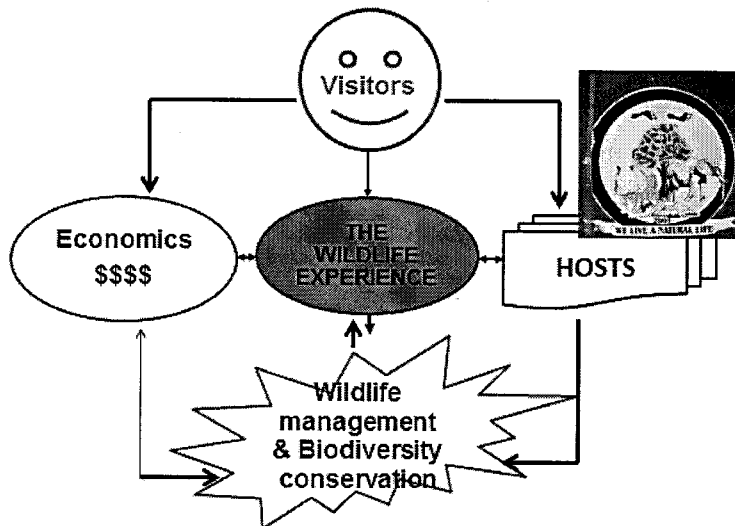 Visitors
Economics
$$$$
THE
WILDLIFE
EXPERIENCE
HOSTS
WE LIVE A NATURAL LIFE
Wildlife
management
& Biodiversity
conservation